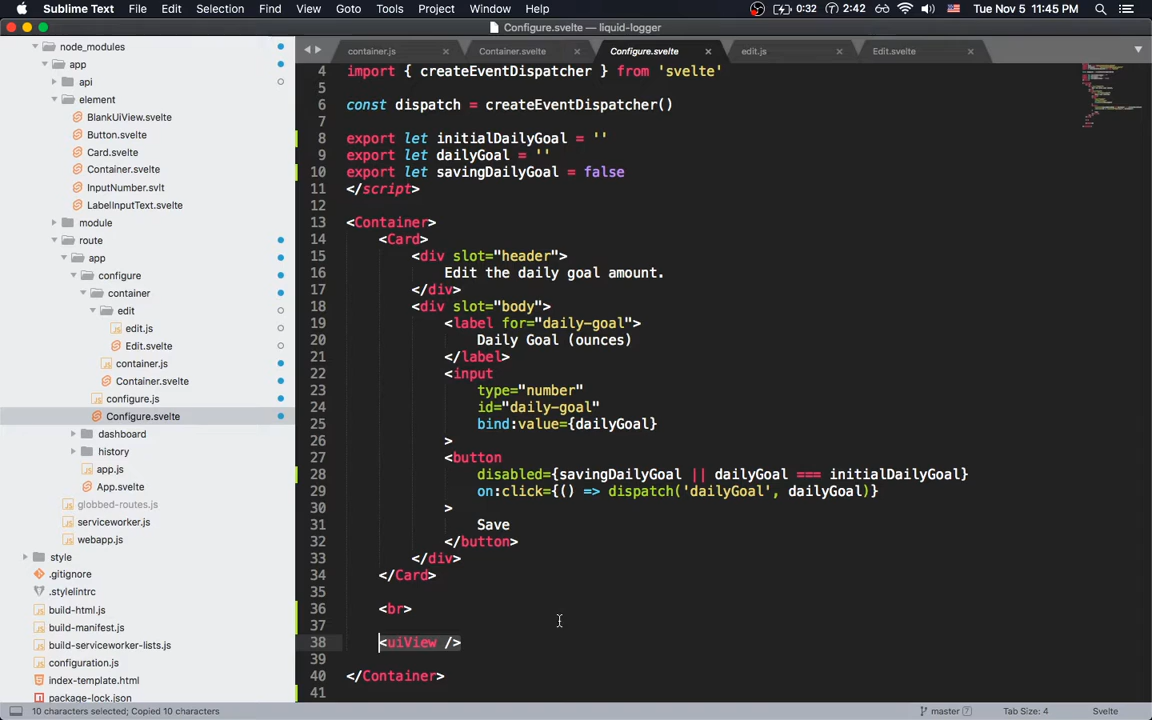 Sublime Text File Edit Selection Find View Goto Tools Project Window Help 0:32 2:42 Tue Nov 5 11:45 PM
Configure.svelte — liquid-logger
container.js × Container.svelte × Configure.svelte × edit.js × Edit.svelte ×
node_modules
app
api
element
BlankUiView.svelte
Button.svelte
Card.svelte
Container.svelte
InputNumber.svlt
LabelInputText.svelte
module
route
app
configure
container
edit
edit.js
Edit.svelte
container.js
Container.svelte
configure.js
Configure.svelte
dashboard
history
app.js
App.svelte
globbed-routes.js
serviceworker.js
webapp.js
style
.gitignore
.stylelintrc
build-html.js
build-manifest.js
build-serviceworker-lists.js
configuration.js
index-template.html
package-lock.json
4 import { createEventDispatcher } from 'svelte'
5
6 const dispatch = createEventDispatcher()
7
8 export let initialDailyGoal = ''
9 export let dailyGoal = ''
10 export let savingDailyGoal = false
11 </script>
12
13 <Container>
14 <Card>
15 <div slot="header">
16 Edit the daily goal amount.
17 </div>
18 <div slot="body">
19 <label for="daily-goal">
20 Daily Goal (ounces)
21 </label>
22 <input
23 type="number"
24 id="daily-goal"
25 bind:value={dailyGoal}
26 >
27 <button
28 disabled={savingDailyGoal || dailyGoal === initialDailyGoal}
29 on:click={() => dispatch('dailyGoal', dailyGoal)}
30 >
31 Save
32 </button>
33 </div>
34 </Card>
35
36 <br>
37
38 <uiView />
39
40 </Container>
41
10 characters selected; Copied 10 characters master 7 Tab Size: 4 Svelte